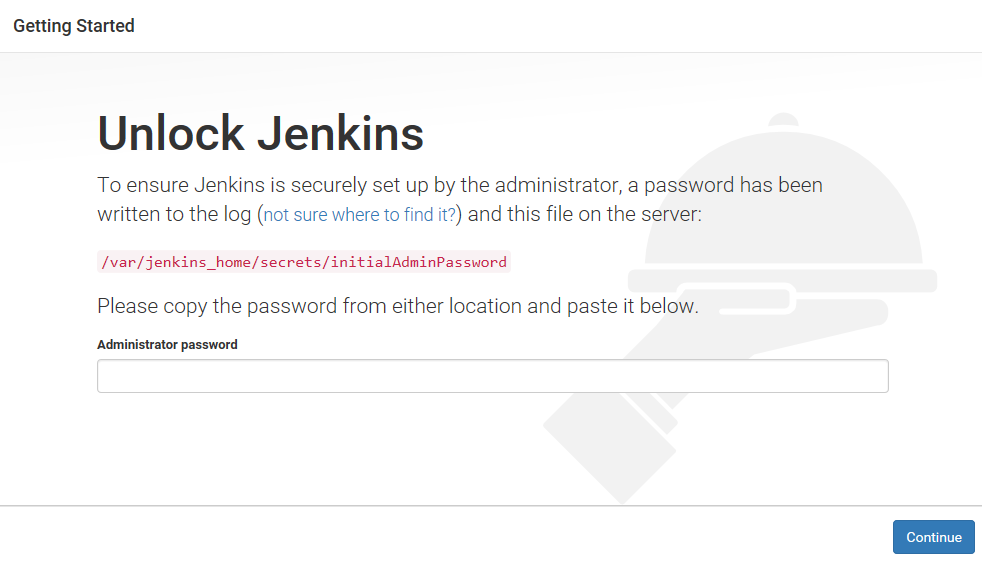 Getting Started
Unlock Jenkins
To ensure Jenkins is securely set up by the administrator, a password has been
written to the log (not sure where to find it?) and this file on the server:
/var/jenkins_home/secrets/initialAdminPassword
Please copy the password from either location and paste it below.
Administrator password
Continue